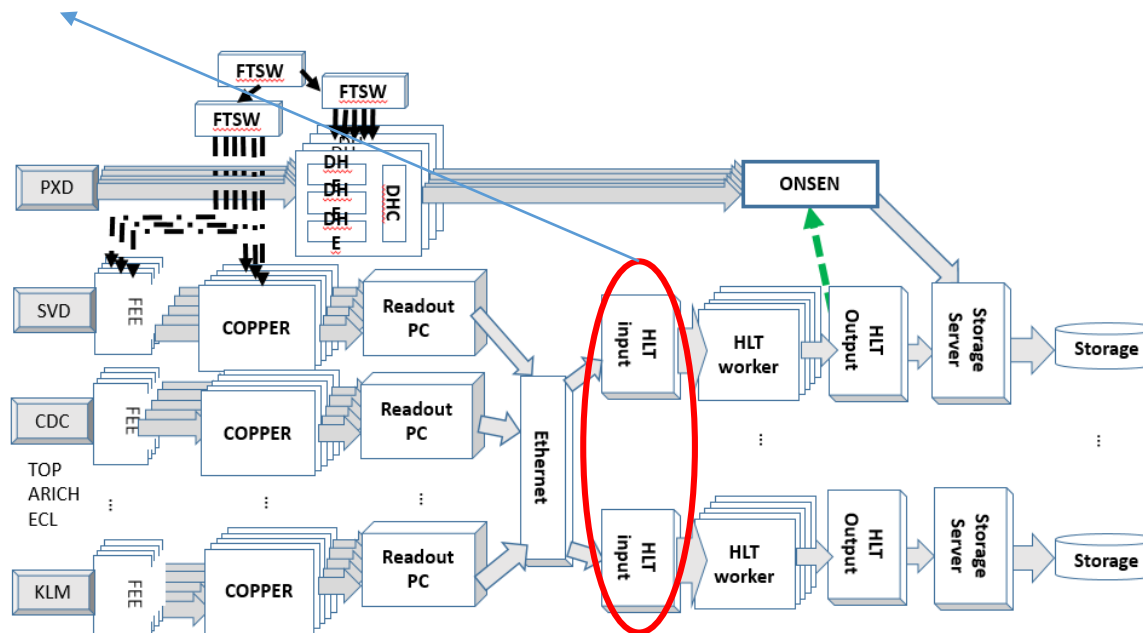 FTSW
FTSW
FTSW
DH
E
DH
E
DH
E
DHC
PXD
ONSEN
SVD
FEE
COPPER
Readout
PC
HLT
input
HLT
worker
HLT
Output
Storage
Server
Storage
CDC
FEE
COPPER
Readout
PC
Ethernet
...
...
TOP
ARICH
ECL
...
...
...
KLM
FEE
COPPER
Readout
PC
HLT
input
HLT
worker
HLT
Output
Storage
Server
Storage